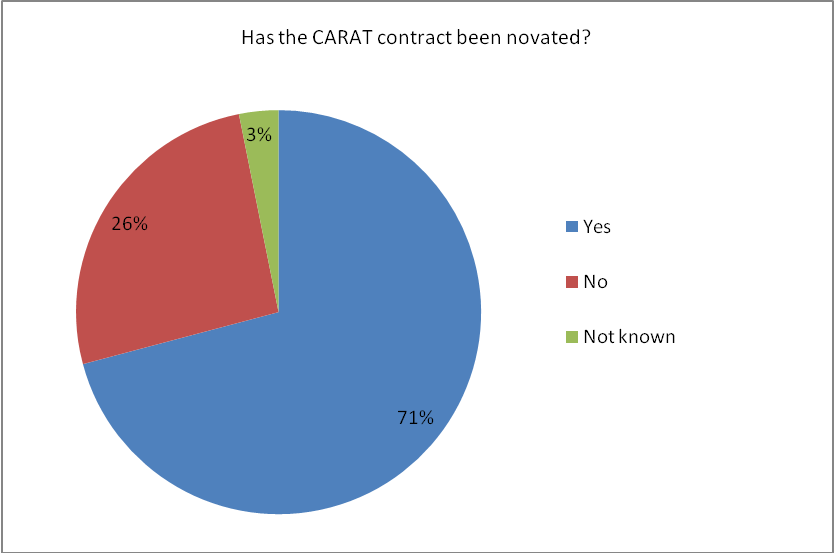 Has the CARAT contract been novated?
3%
26%
71%
Yes
No
Not known